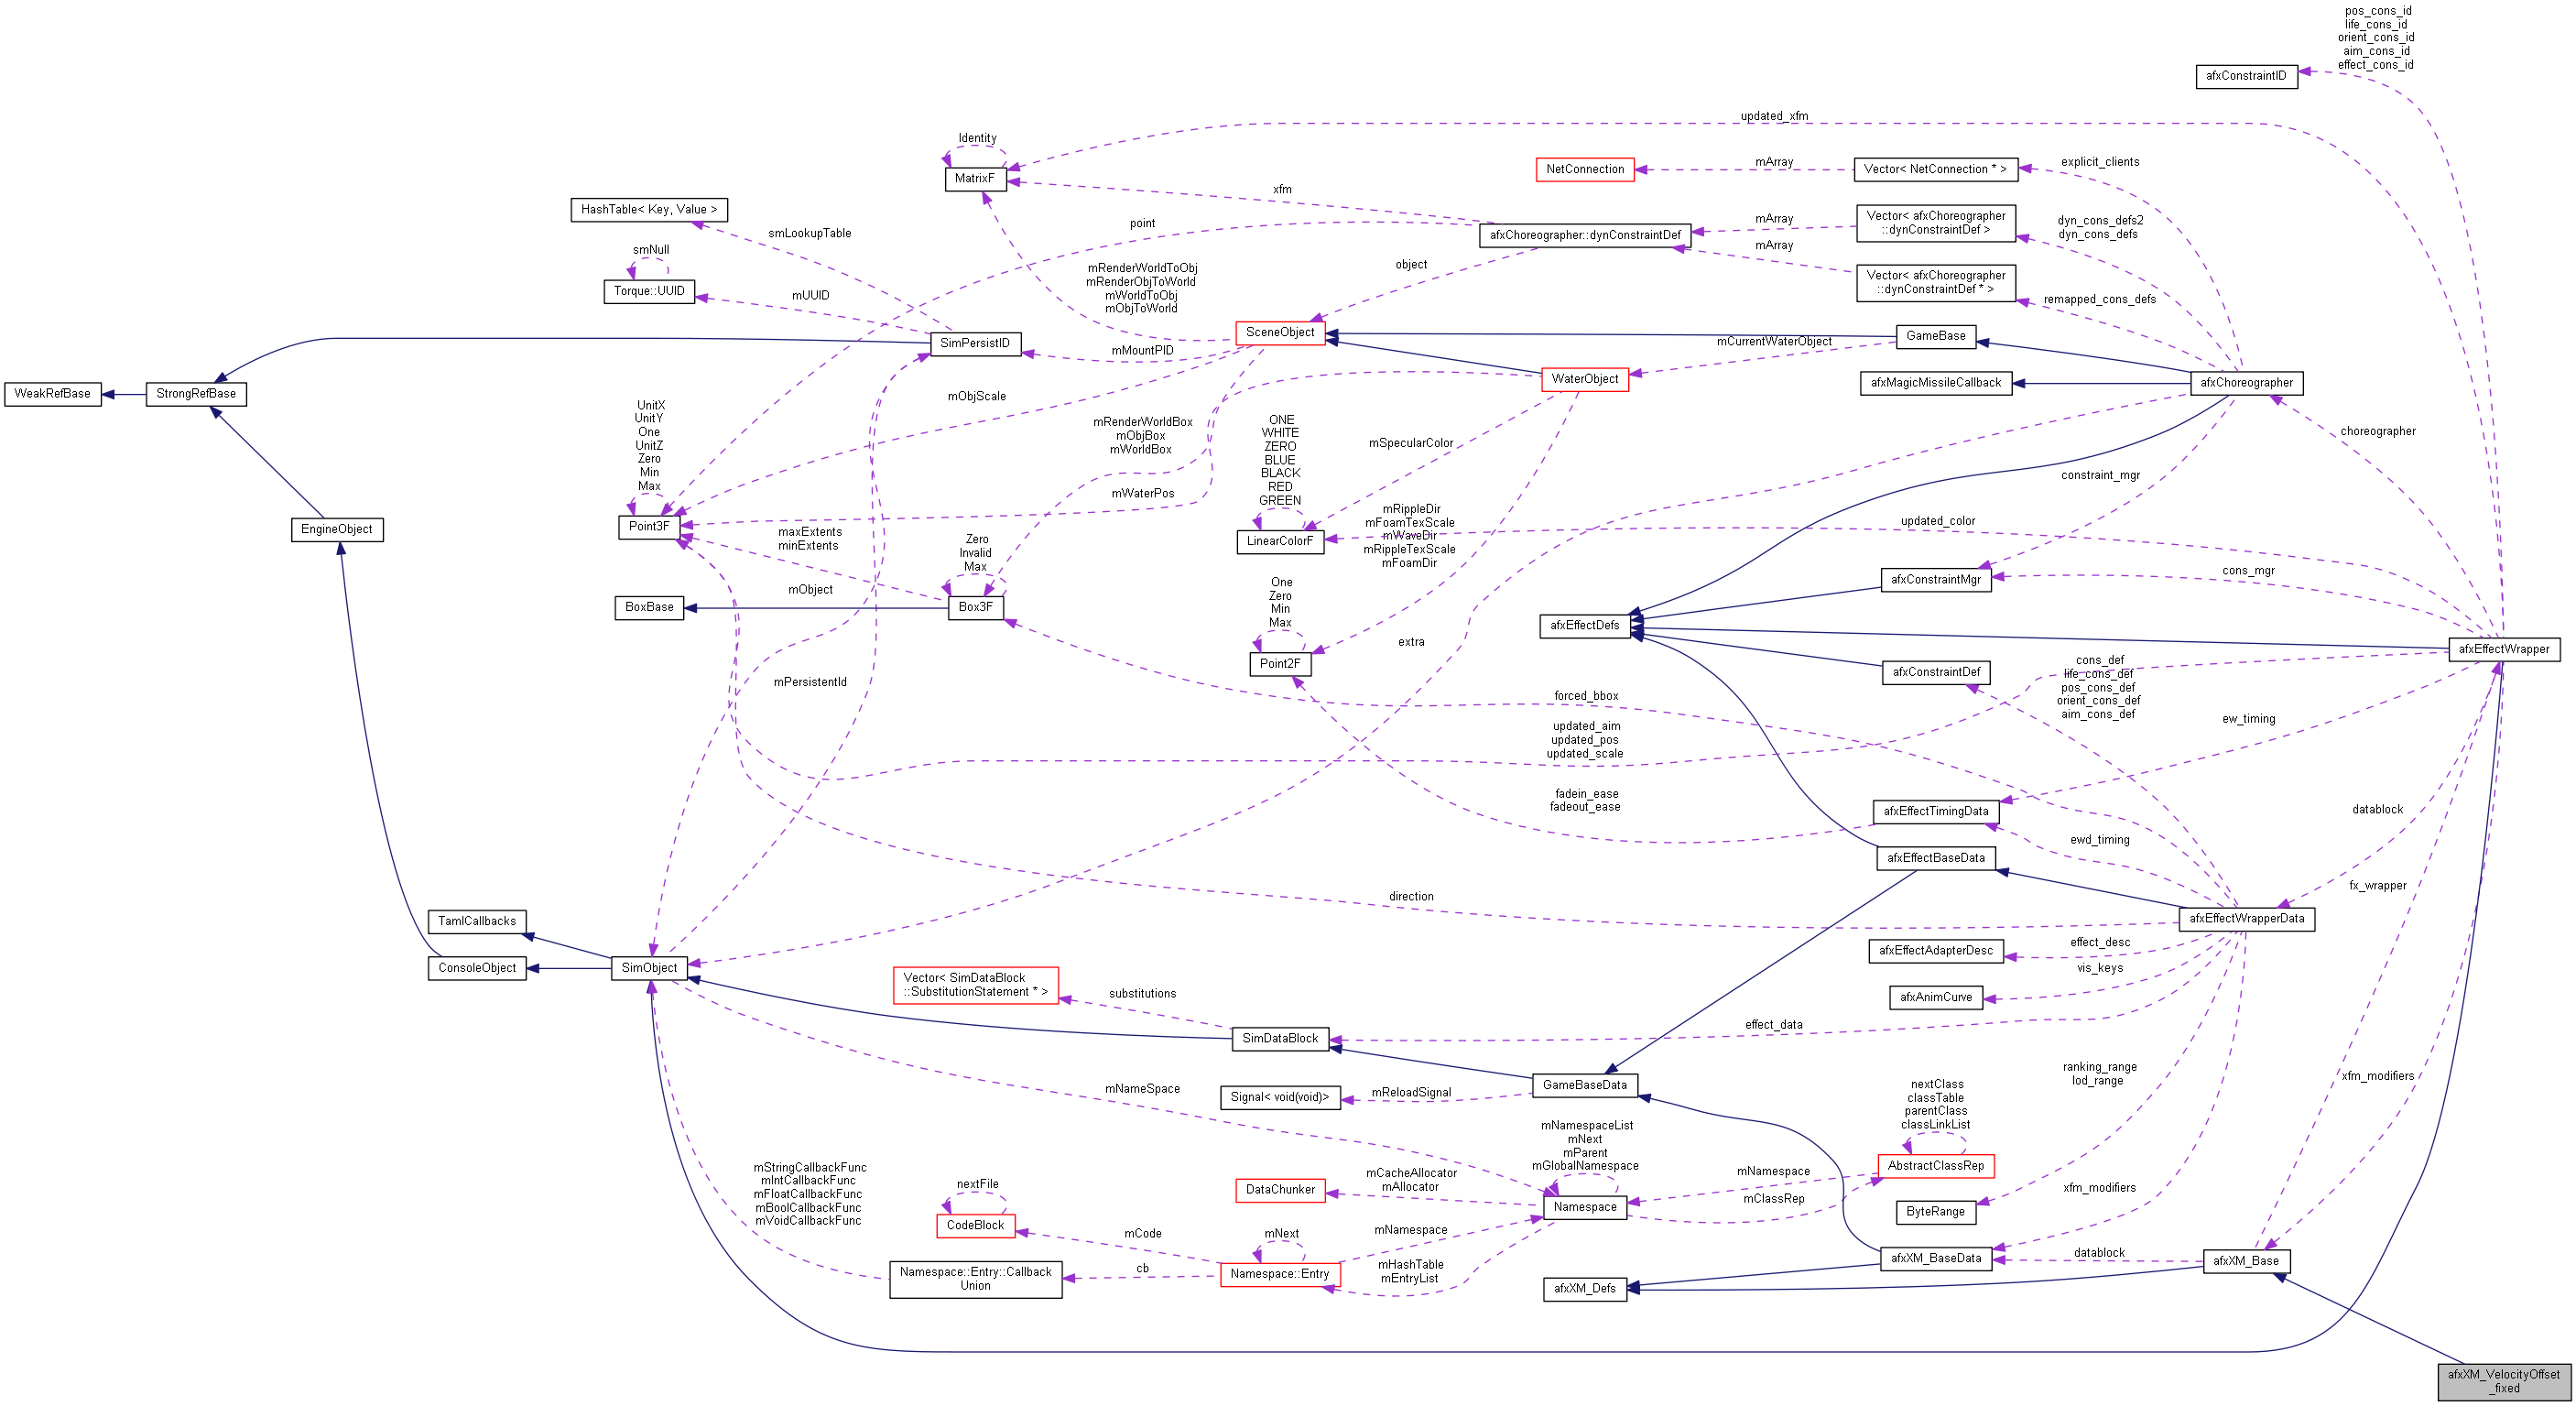 pos_cons_id
life_cons_id
orient_cons_id
aim_cons_id
effect_cons_id
afxConstraintID
updated_xfm
Identity
MatrixF
NetConnection
mArray
Vector< NetConnection * >
explicit_clients
xfm
HashTable< Key, Value >
smLookupTable
point
afxChoreographer::dynConstraintDef
mArray
mArray
Vector< afxChoreographer
::dynConstraintDef >
dyn_cons_defs2
dyn_cons_defs
smNull
Torque::UUID
mUUID
mRenderWorldToObj
mRenderObjToWorld
mWorldToObj
mObjToWorld
object
Vector< afxChoreographer
::dynConstraintDef * >
remapped_cons_defs
SimPersistID
mMountPID
SceneObject
GameBase
mCurrentWaterObject
WeakRefBase
StrongRefBase
mObjScale
WaterObject
afxMagicMissileCallback
afxChoreographer
UnitX
UnitY
One
UnitZ
Zero
Min
Max
Point3F
mRenderWorldBox
mObjBox
mWorldBox
mWaterPos
ONE
WHITE
ZERO
BLUE
BLACK
RED
GREEN
LinearColorF
mSpecularColor
choreographer
constraint_mgr
updated_color
EngineObject
maxExtents
minExtents
Zero
Invalid
Max
Box3F
mRippleDir
mFoamTexScale
mWaveDir
mRippleTexScale
mFoamDir
cons_mgr
afxConstraintMgr
BoxBase
mObject
One
Zero
Min
Max
Point2F
afxEffectDefs
extra
afxEffectWrapper
afxConstraintDef
cons_def
life_cons_def
pos_cons_def
orient_cons_def
aim_cons_def
mPersistentId
forced_bbox
ew_timing
updated_aim
updated_pos
updated_scale
fadein_ease
fadeout_ease
afxEffectTimingData
datablock
ewd_timing
afxEffectBaseData
fx_wrapper
direction
afxEffectWrapperData
TamlCallbacks
ConsoleObject
SimObject
effect_desc
afxEffectAdapterDesc
vis_keys
afxAnimCurve
Vector< SimDataBlock
::SubstitutionStatement * >
substitutions
SimDataBlock
effect_data
mNameSpace
Signal< void(void)>
mReloadSignal
GameBaseData
ranking_range
lod_range
xfm_modifiers
nextClass
classTable
parentClass
classLinkList
AbstractClassRep
mNamespaceList
mNext
mParent
mGlobalNamespace
Namespace
mNamespace
mClassRep
mCacheAllocator
mAllocator
DataChunker
ByteRange
xfm_modifiers
mStringCallbackFunc
mIntCallbackFunc
mFloatCallbackFunc
mBoolCallbackFunc
mVoidCallbackFunc
nextFile
CodeBlock
mCode
mNext
mNamespace
Namespace::Entry
cb
Namespace::Entry::Callback
Union
mHashTable
mEntryList
afxXM_BaseData
datablock
afxXM_Base
afxXM_Defs
afxXM_VelocityOffset
_fixed